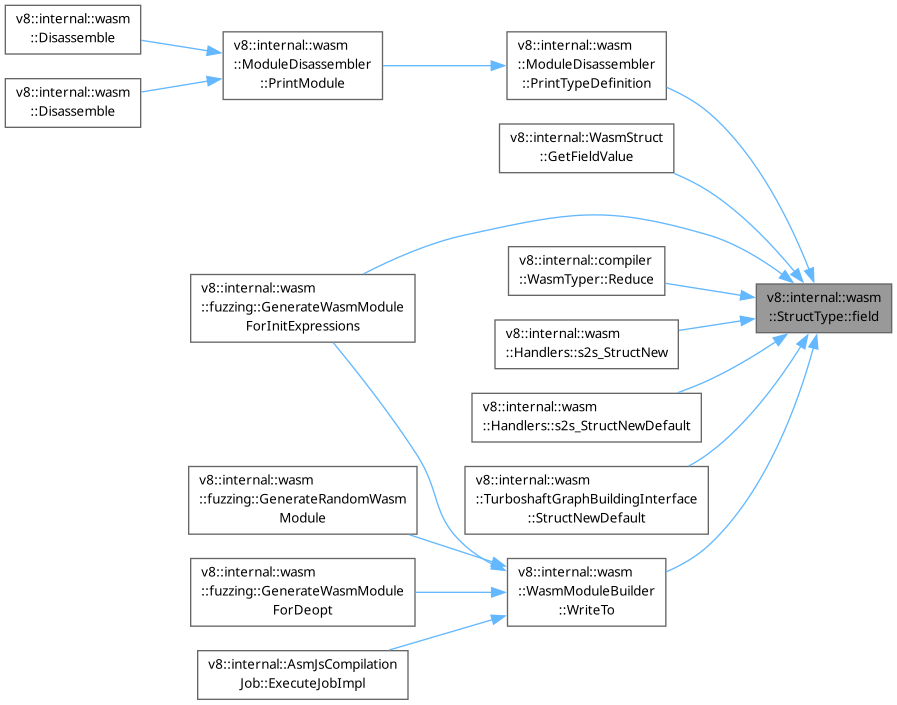 v8::internal::wasm
::Disassemble
v8::internal::wasm
::Disassemble
v8::internal::wasm
::ModuleDisassembler
::PrintModule
v8::internal::wasm
::ModuleDisassembler
::PrintTypeDefinition
v8::internal::WasmStruct
::GetFieldValue
v8::internal::wasm
::fuzzing::GenerateWasmModule
ForInitExpressions
v8::internal::compiler
::WasmTyper::Reduce
v8::internal::wasm
::StructType::field
v8::internal::wasm
::Handlers::s2s_StructNew
v8::internal::wasm
::Handlers::s2s_StructNewDefault
v8::internal::wasm
::fuzzing::GenerateRandomWasm
Module
v8::internal::wasm
::TurboshaftGraphBuildingInterface
::StructNewDefault
v8::internal::wasm
::fuzzing::GenerateWasmModule
ForDeopt
v8::internal::wasm
::WasmModuleBuilder
::WriteTo
v8::internal::AsmJsCompilation
Job::ExecuteJobImpl